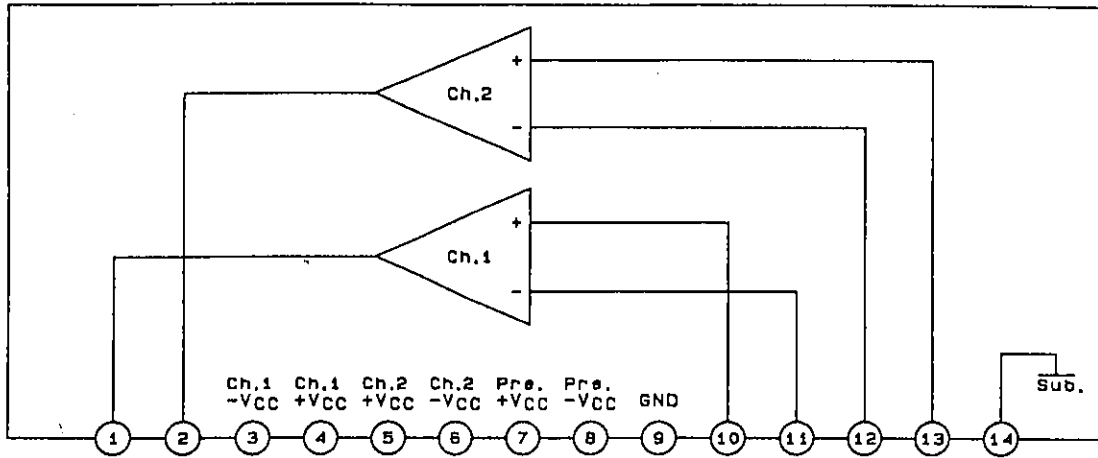 +
Ch.2
-
+
Ch.1
-
Ch.1 Ch.1 Ch.2 Ch.2 Pre. Pre.
-VCC +VCC +VCC -VCC +VCC -VCC GND
Sub.
1 2 3 4 5 6 7 8 9 10 11 12 13 14